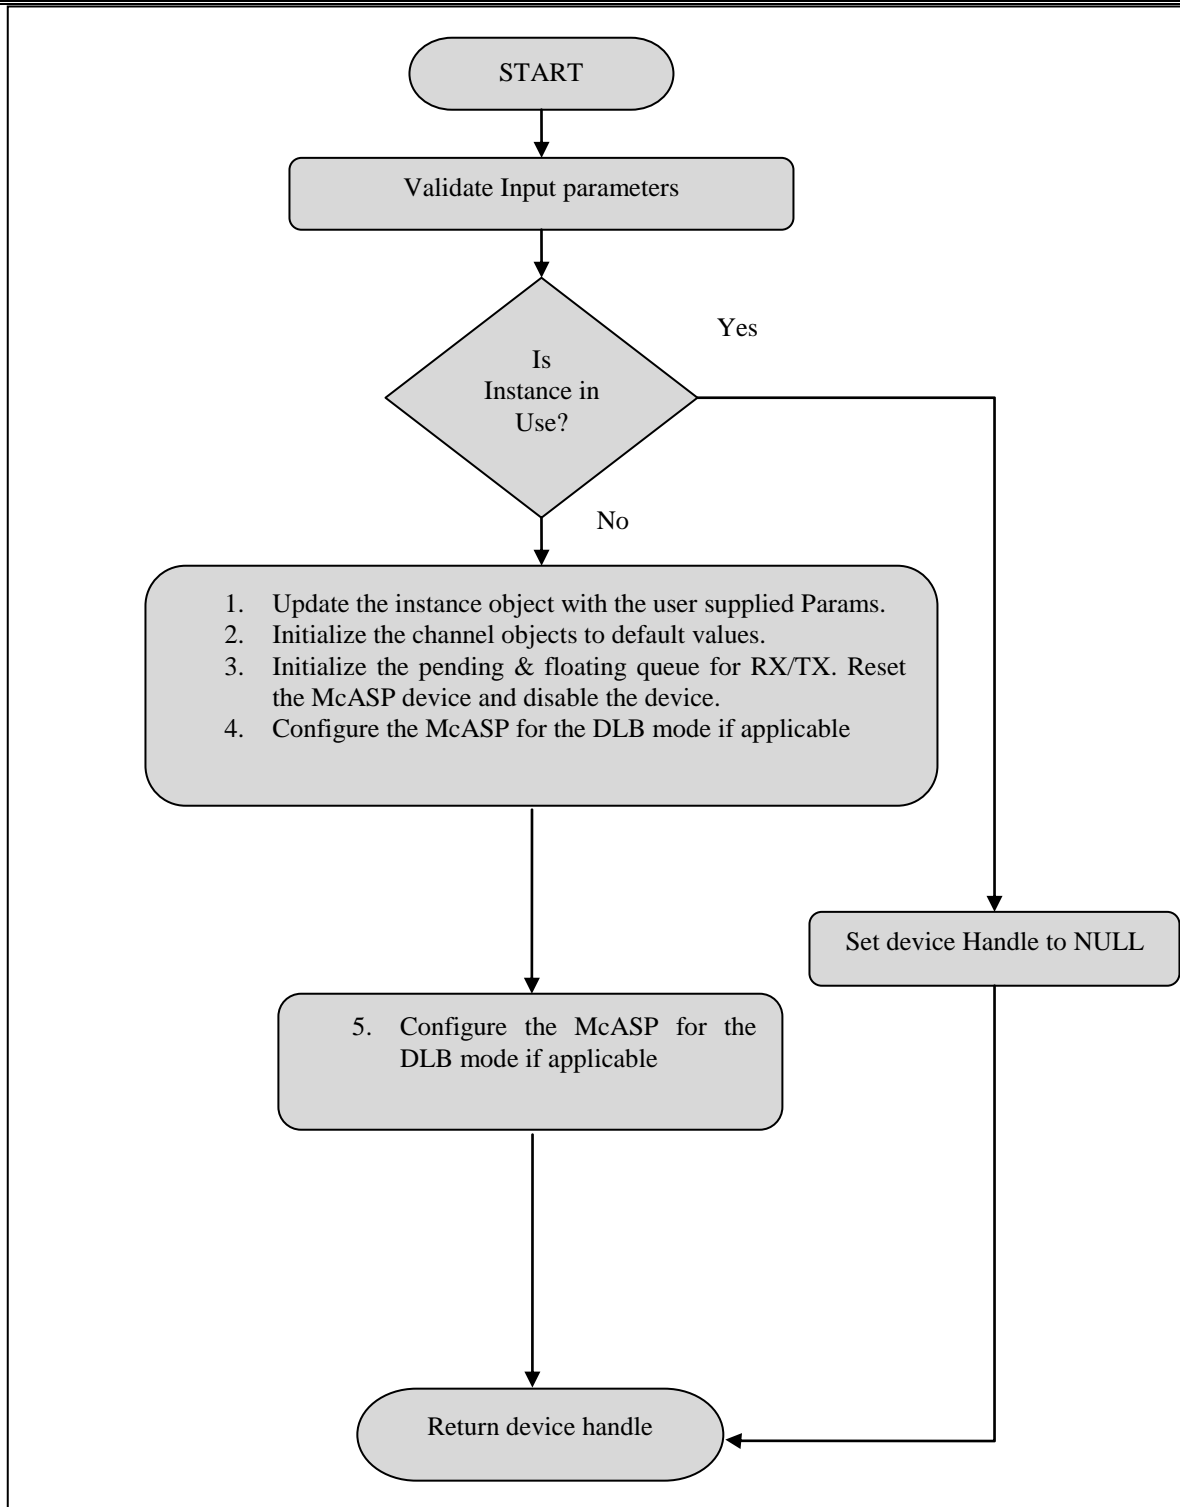 START
Validate Input parameters
Yes
Is
Instance in
Use?
No
1. Update the instance object with the user supplied Params.
2. Initialize the channel objects to default values.
3. Initialize the pending & floating queue for RX/TX. Reset
the McASP device and disable the device.
4. Configure the McASP for the DLB mode if applicable
Set device Handle to NULL
5. Configure the McASP for the
DLB mode if applicable
Return device handle